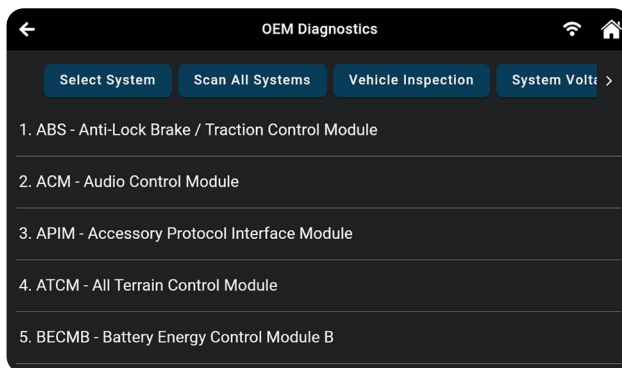 OEM Diagnostics
Select System Scan All Systems Vehicle Inspection System Volta
1. ABS - Anti-Lock Brake / Traction Control Module
2. ACM - Audio Control Module
3. APIM - Accessory Protocol Interface Module
4. ATCM - All Terrain Control Module
5. BECMB - Battery Energy Control Module B